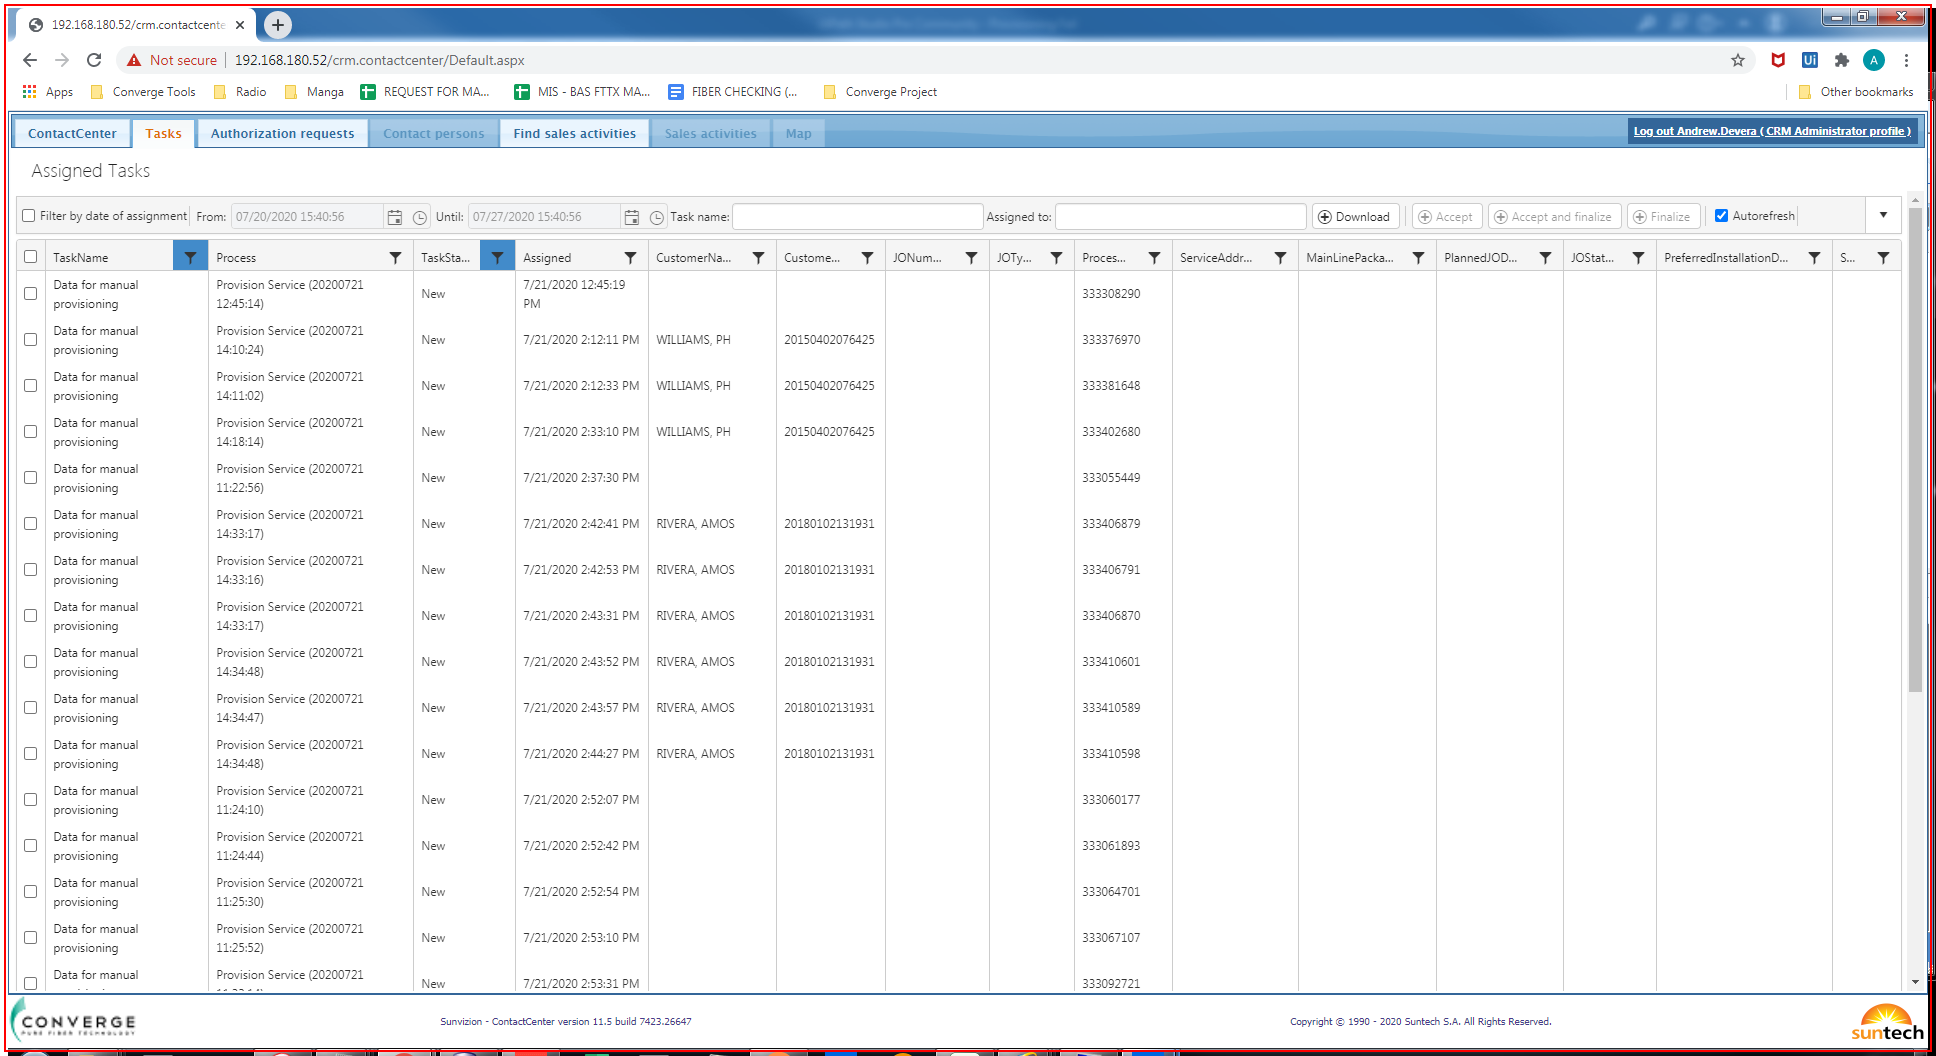 192.168.180.52/crm.contactcente
Not secure 192.168.180.52/crm.contactcenter/Default.aspx
A
Apps Converge Tools Radio Manga REQUEST FOR MA... MIS - BAS FTTX MA... FIBER CHECKING (... Converge Project Other bookmarks
ContactCenter Tasks Authorization requests Contact persons Find sales activities Sales activities Map Log out Andrew.Devera ( CRM Administrator profile )
Assigned Tasks
Filter by date of assignment From: 07/20/2020 15:40:56 Until: 07/27/2020 15:40:56 Task name: Assigned to: Download Accept Accept and finalize Finalize Autorefresh
TaskName Process TaskSta... Assigned CustomerNa... Custome... JONum... JOTy... Proces... ServiceAddr... MainLinePacka... PlannedJOD... JOStat... PreferredInstallationD... S...
Data for manual provisioning Provision Service (20200721 12:45:14) New 7/21/2020 12:45:19 PM 333308290
Data for manual provisioning Provision Service (20200721 14:10:24) New 7/21/2020 2:12:11 PM WILLIAMS, PH 20150402076425 333376970
Data for manual provisioning Provision Service (20200721 14:11:02) New 7/21/2020 2:12:33 PM WILLIAMS, PH 20150402076425 333381648
Data for manual provisioning Provision Service (20200721 14:18:14) New 7/21/2020 2:33:10 PM WILLIAMS, PH 20150402076425 333402680
Data for manual provisioning Provision Service (20200721 11:22:56) New 7/21/2020 2:37:30 PM 333055449
Data for manual provisioning Provision Service (20200721 14:33:17) New 7/21/2020 2:42:41 PM RIVERA, AMOS 20180102131931 333406879
Data for manual provisioning Provision Service (20200721 14:33:16) New 7/21/2020 2:42:53 PM RIVERA, AMOS 20180102131931 333406791
Data for manual provisioning Provision Service (20200721 14:33:17) New 7/21/2020 2:43:31 PM RIVERA, AMOS 20180102131931 333406870
Data for manual provisioning Provision Service (20200721 14:34:48) New 7/21/2020 2:43:52 PM RIVERA, AMOS 20180102131931 333410601
Data for manual provisioning Provision Service (20200721 14:34:47) New 7/21/2020 2:43:57 PM RIVERA, AMOS 20180102131931 333410589
Data for manual provisioning Provision Service (20200721 14:34:48) New 7/21/2020 2:44:27 PM RIVERA, AMOS 20180102131931 333410598
Data for manual provisioning Provision Service (20200721 11:24:10) New 7/21/2020 2:52:07 PM 333060177
Data for manual provisioning Provision Service (20200721 11:24:44) New 7/21/2020 2:52:42 PM 333061893
Data for manual provisioning Provision Service (20200721 11:25:30) New 7/21/2020 2:52:54 PM 333064701
Data for manual provisioning Provision Service (20200721 11:25:52) New 7/21/2020 2:53:10 PM 333067107
Data for manual Provision Service (20200721 New 7/21/2020 2:53:31 PM 333092721
CONVERGE
PURE FIBER TECHNOLOGY
Sunvizion - ContactCenter version 11.5 build 7423.26647
Copyright © 1990 - 2020 Suntech S.A. All Rights Reserved.
suntech